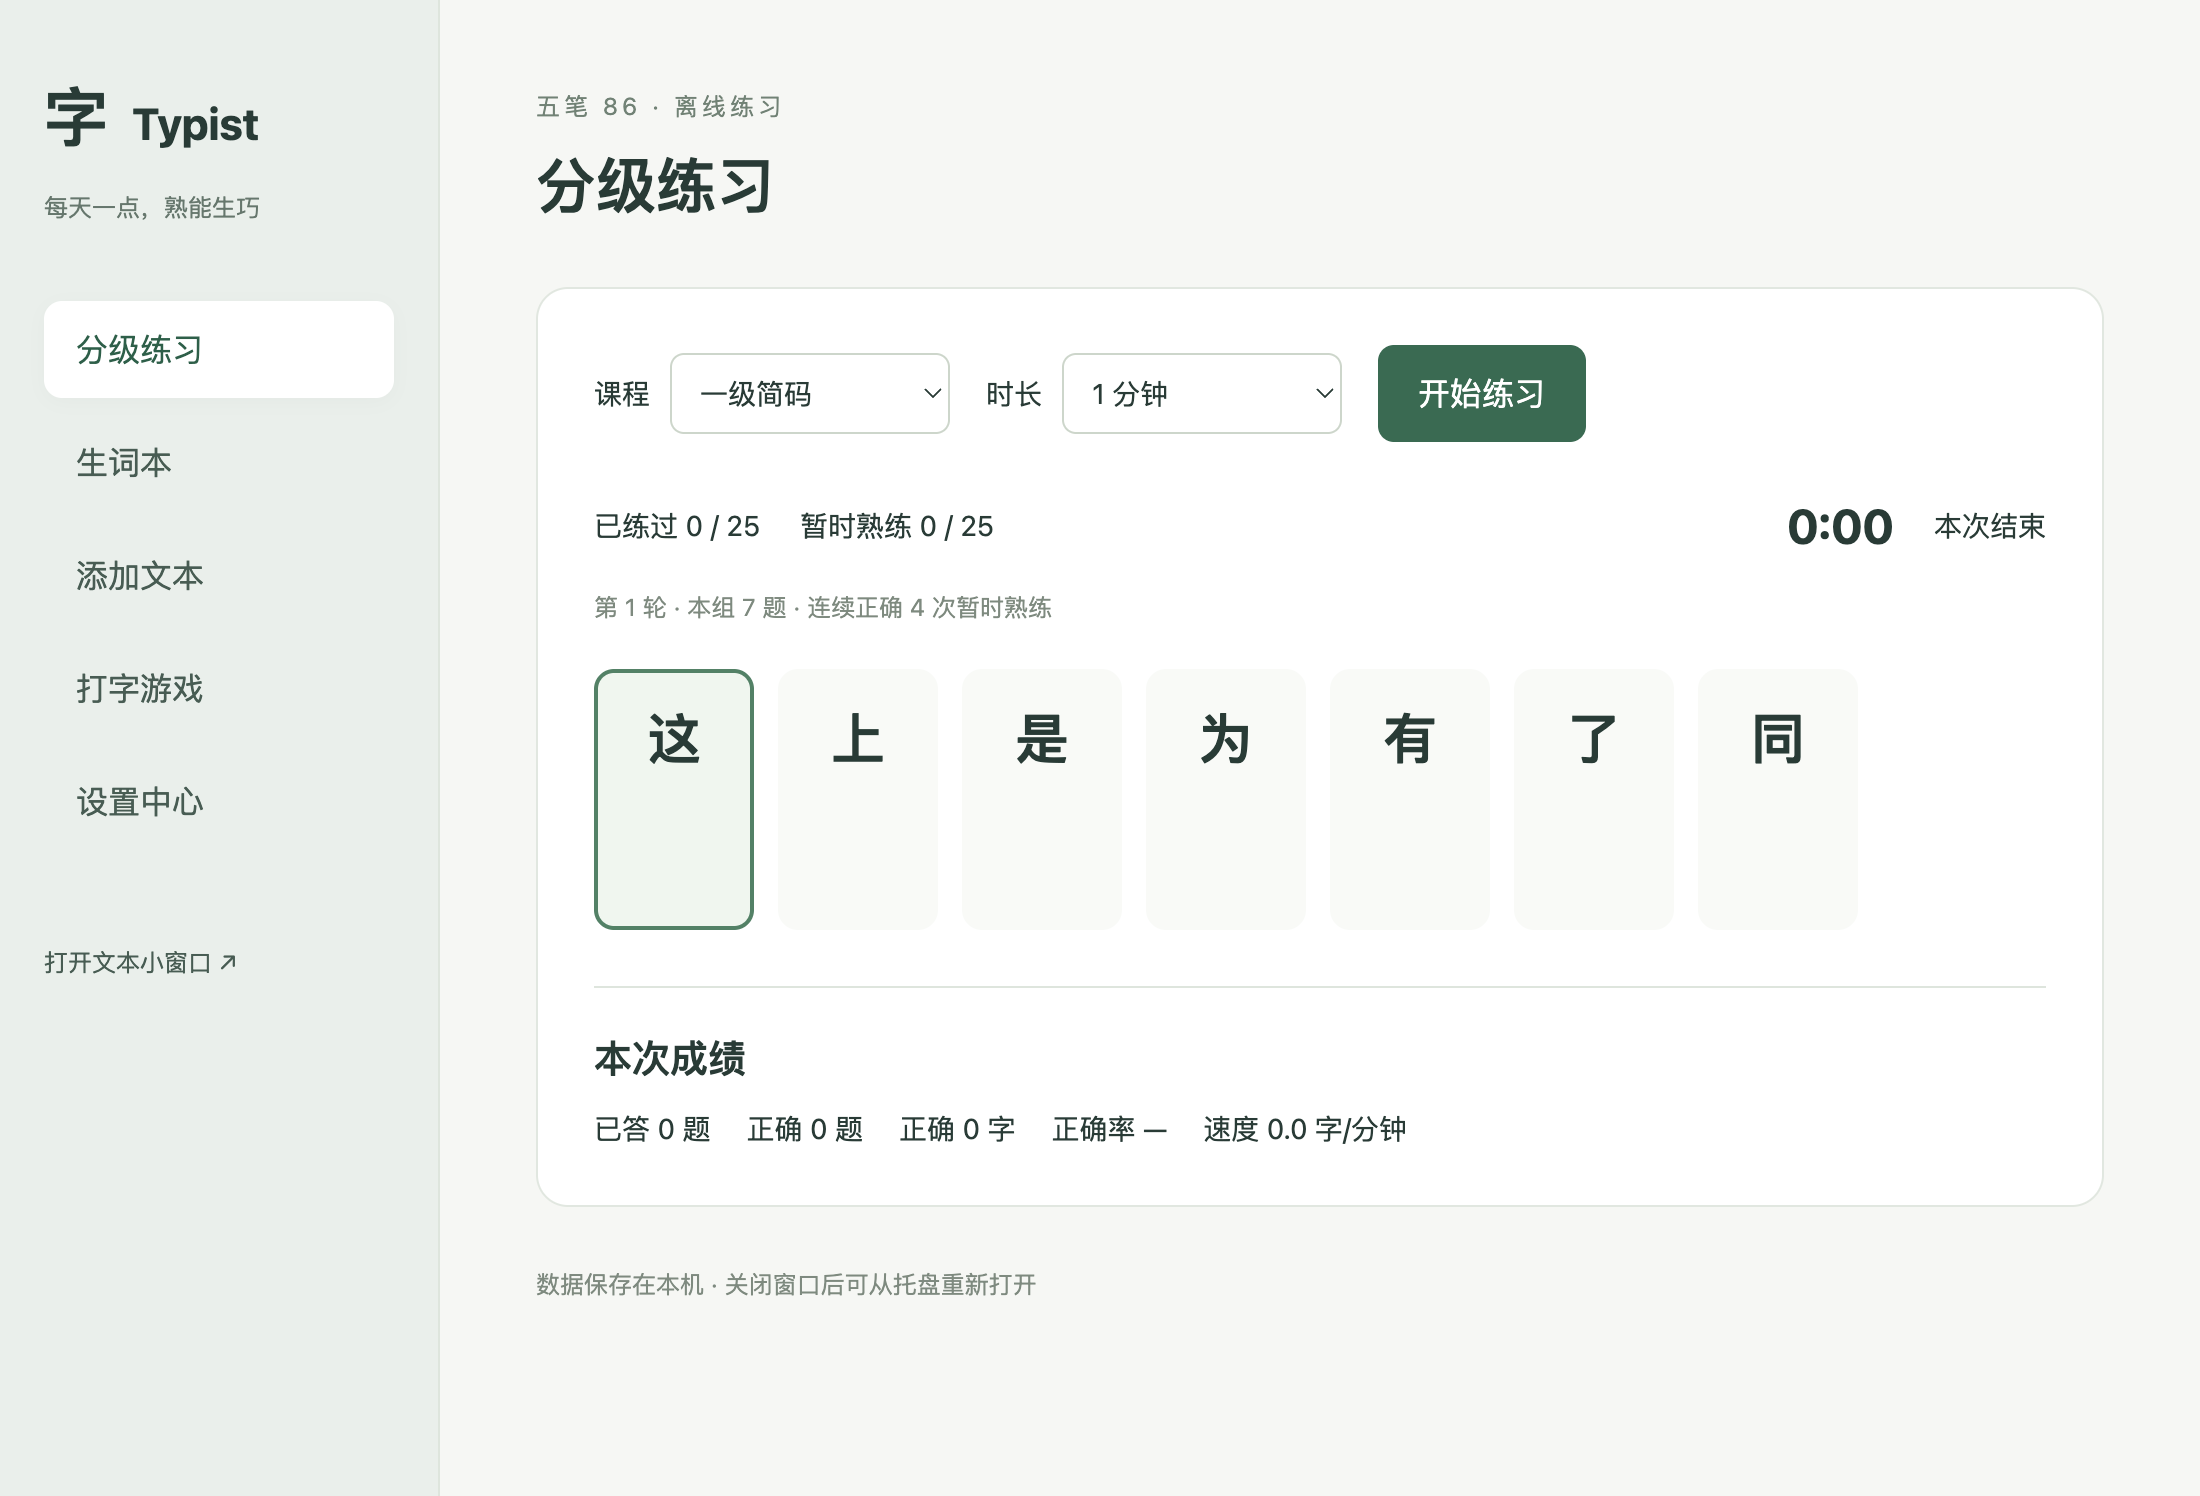 字 Typist
每天一点，熟能生巧
分级练习
生词本
添加文本
打字游戏
设置中心
打开文本小窗口 ↗
五笔 86 · 离线练习
分级练习
课程 一级简码 时长 1 分钟 开始练习
已练过 0 / 25 暂时熟练 0 / 25 0:00 本次结束
第 1 轮 · 本组 7 题 · 连续正确 4 次暂时熟练
这 上 是 为 有 了 同
本次成绩
已答 0 题 正确 0 题 正确 0 字 正确率 — 速度 0.0 字/分钟
数据保存在本机 · 关闭窗口后可从托盘重新打开